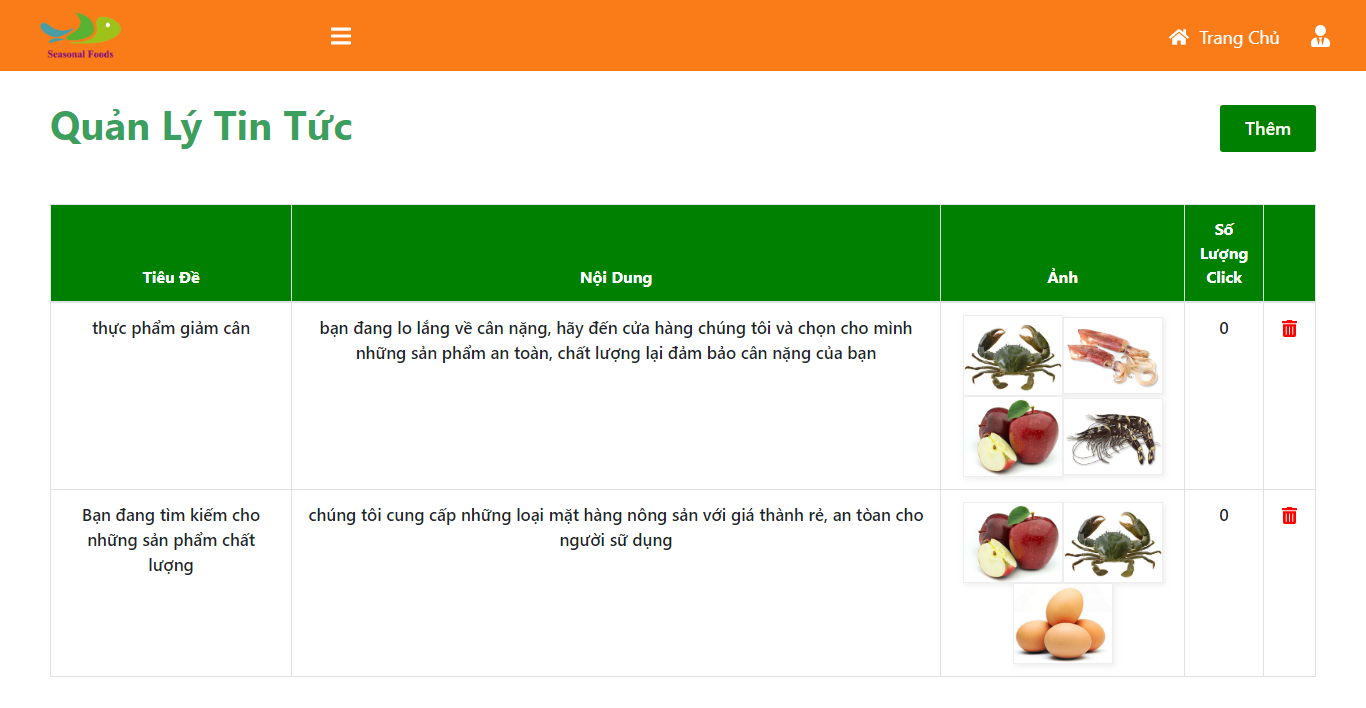 Seasonal Foods
Trang Chủ
Quản Lý Tin Tức
Thêm
Tiêu Đề
Nội Dung
Ảnh
Số
Lượng
Click
thực phẩm giảm cân
bạn đang lo lắng về cân nặng, hãy đến cửa hàng chúng tôi và chọn cho mình
những sản phẩm an toàn, chất lượng lại đảm bảo cân nặng của bạn
0
Bạn đang tìm kiếm cho
những sản phẩm chất
lượng
chúng tôi cung cấp những loại mặt hàng nông sản với giá thành rẻ, an tòan cho
người sữ dụng
0